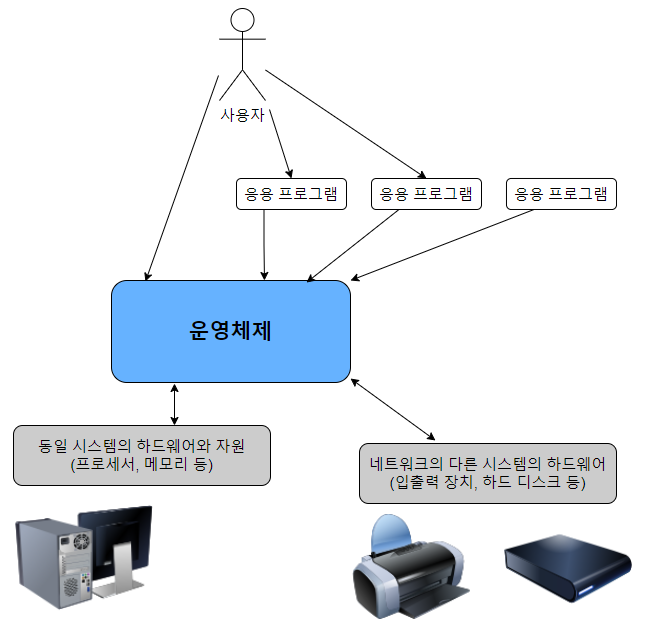 사용자
응용 프로그램
응용 프로그램
응용 프로그램
운영체제
동일 시스템의 하드웨어와 자원
(프로세서, 메모리 등)
네트워크의 다른 시스템의 하드웨어
(입출력 장치, 하드 디스크 등)